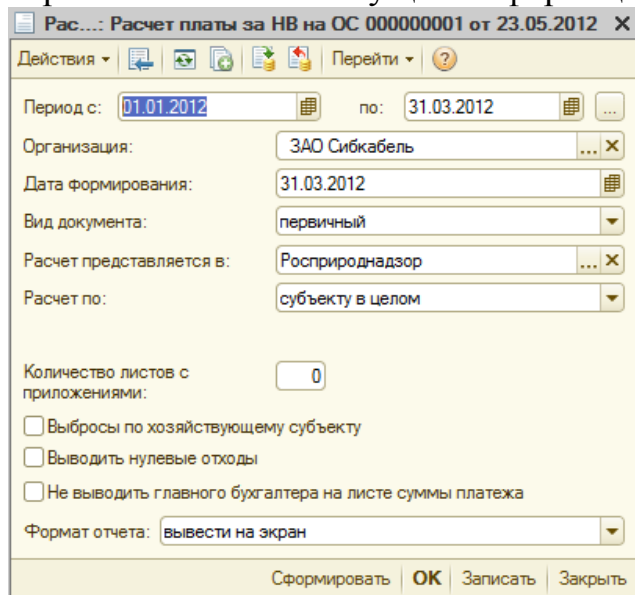 Рас...: Расчет платы за НВ на ОС 000000001 от 23.05.2012
Действия Перейти
Период с: 01.01.2012 по: 31.03.2012 ...
Организация: ЗАО Сибкабель ...
Дата формирования: 31.03.2012
Вид документа: первичный
Расчет представляется в: Росприроднадзор ...
Расчет по: субъекту в целом
Количество листов с
приложениями: 0
Выбросы по хозяйствующему субъекту
Выводить нулевые отходы
Не выводить главного бухгалтера на листе суммы платежа
Формат отчета: вывести на экран
Сформировать OK Записать Закрыть